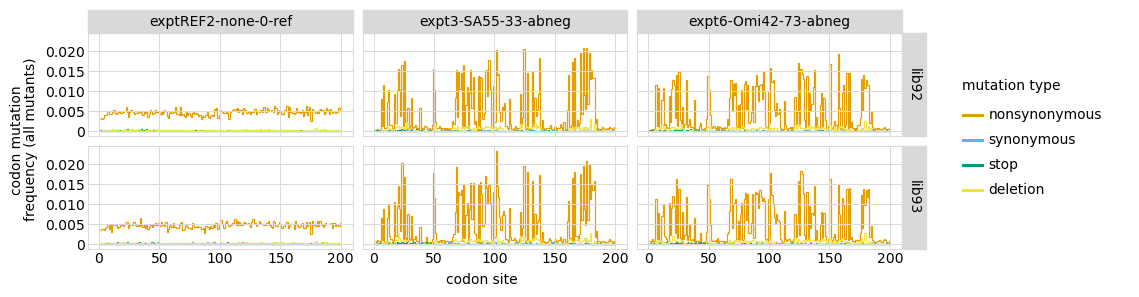 exptREF2-none-0-ref
expt3-SA55-33-abneg
expt6-Omi42-73-abneg
codon mutation
frequency (all mutants)
0.020
0.015
0.010
0.005
0
lib92
0.020
0.015
0.010
0.005
0
lib93
0 50 100 150 200
0 50 100 150 200
0 50 100 150 200
codon site
mutation type
nonsynonymous
synonymous
stop
deletion